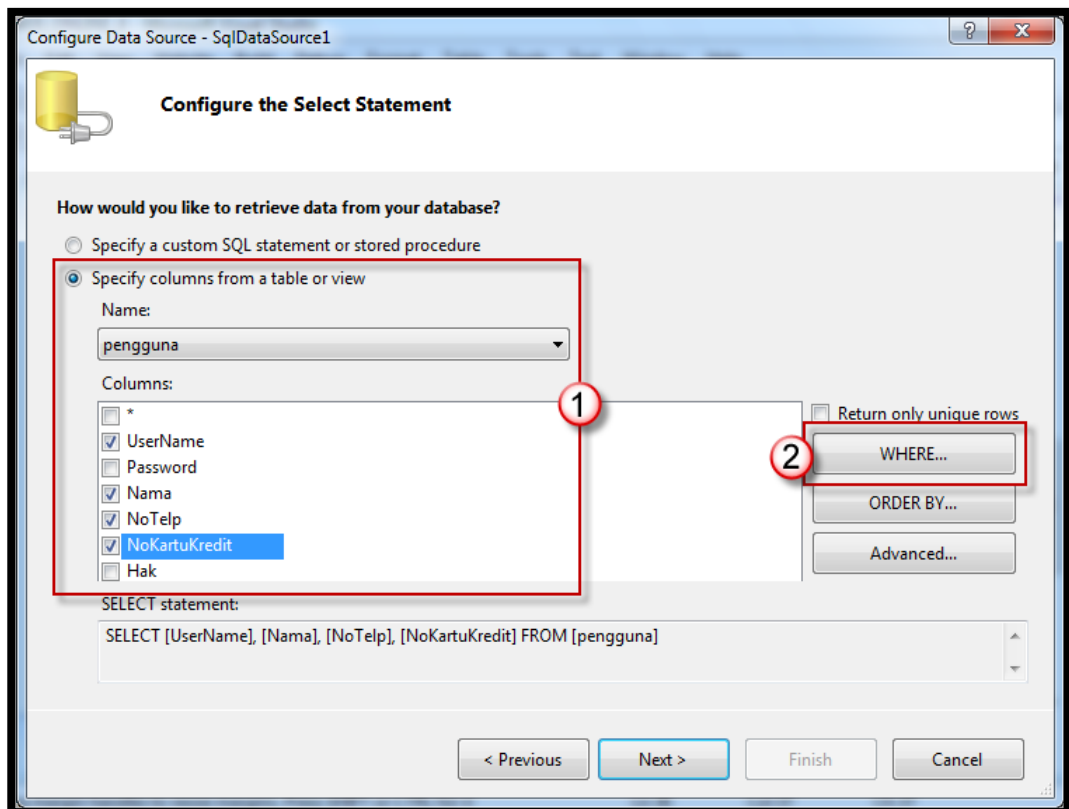 Configure Data Source - SqlDataSource1
Configure the Select Statement
How would you like to retrieve data from your database?
Specify a custom SQL statement or stored procedure
Specify columns from a table or view
Name:
pengguna
Columns:
*
1
Return only unique rows
UserName
2
WHERE...
Password
Nama
ORDER BY...
NoTelp
NoKartuKredit
Advanced...
Hak
SELECT statement:
SELECT [UserName], [Nama], [NoTelp], [NoKartuKredit] FROM [pengguna]
< Previous
Next >
Finish
Cancel